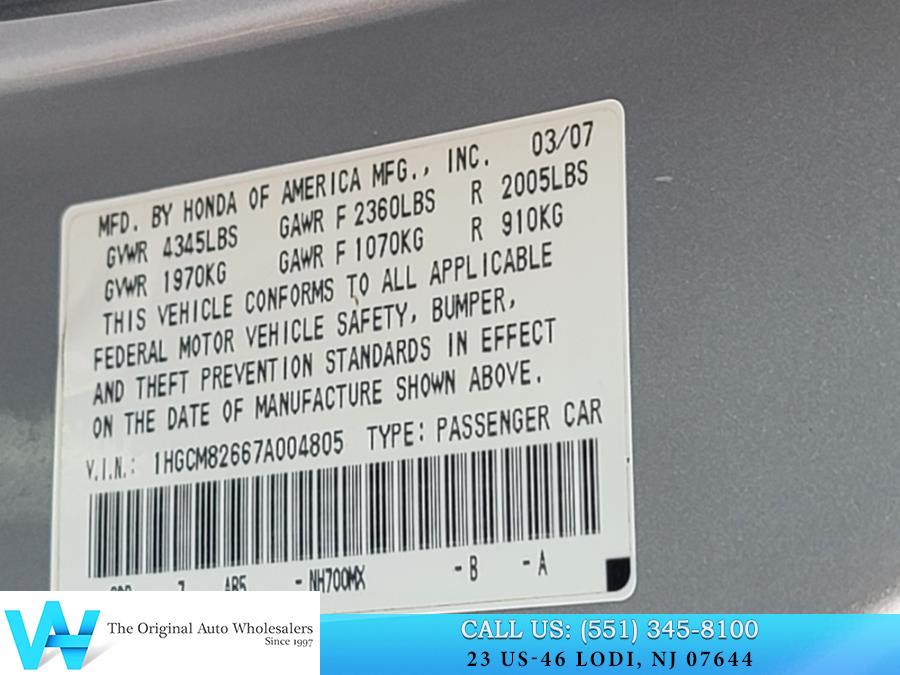 MFD. BY HONDA OF AMERICA MFG., INC. 03/07
GVWR 4345LBS GAWR F 2360LBS R 2005LBS
GVWR 1970KG GAWR F 1070KG R 910KG
THIS VEHICLE CONFORMS TO ALL APPLICABLE
FEDERAL MOTOR VEHICLE SAFETY, BUMPER,
AND THEFT PREVENTION STANDARDS IN EFFECT
ON THE DATE OF MANUFACTURE SHOWN ABOVE.
V.I.N.: 1HGCM82667A004805 TYPE: PASSENGER CAR
-NH700MX -B -A
The Original Auto Wholesalers
Since 1997
CALL US: (551) 345-8100
23 US-46 LODI, NJ 07644